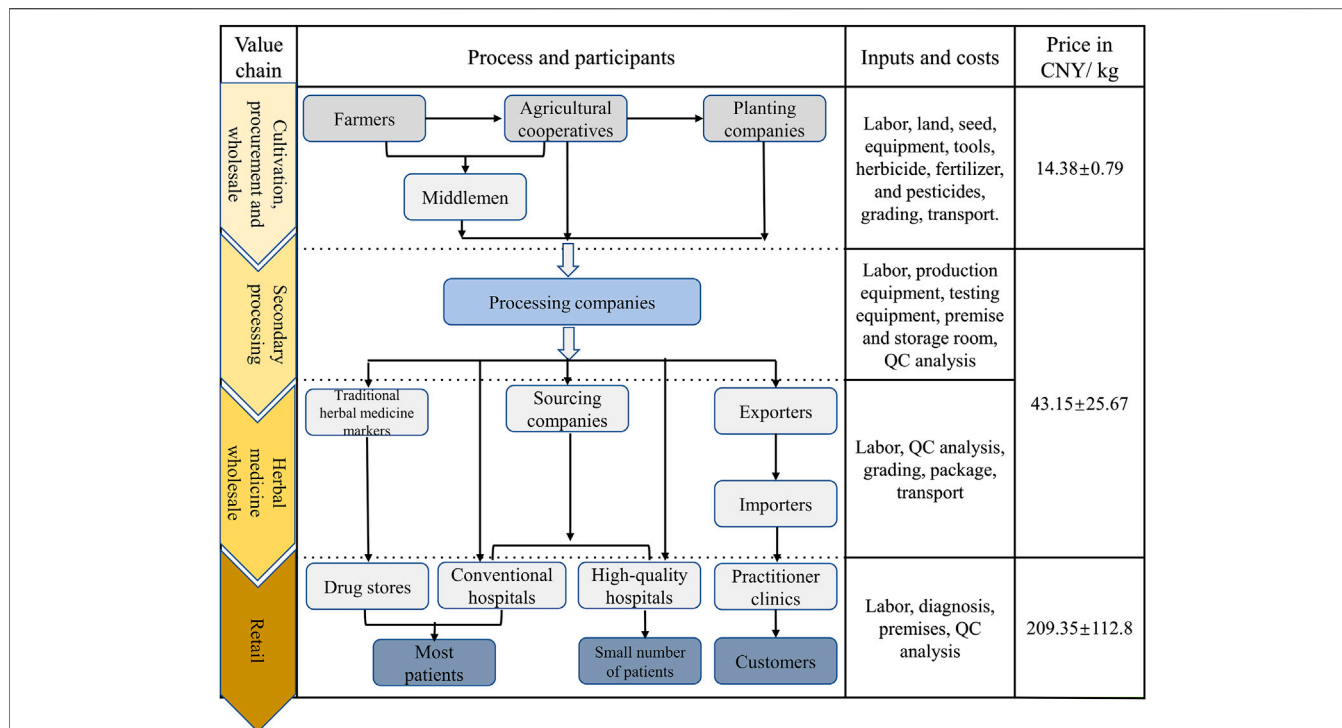 Value
chain
Process and participants
Inputs and costs
Price in
CNY/ kg
Cultivation,
procurement and
wholesale
Farmers
Agricultural
cooperatives
Planting
companies
Middlemen
Labor, land, seed,
equipment, tools,
herbicide, fertilizer,
and pesticides,
grading, transport.
14.38±0.79
Secondary
processing
Processing companies
Labor, production
equipment, testing
equipment, premise
and storage room,
QC analysis
43.15±25.67
Herbal
medicine
wholesale
Traditional
herbal medicine
markers
Sourcing
companies
Exporters
Importers
Labor, QC analysis,
grading, package,
transport
Retail
Drug stores
Conventional
hospitals
High-quality
hospitals
Practitioner
clinics
Most
patients
Small number
of patients
Customers
Labor, diagnosis,
premises, QC
analysis
209.35±112.8